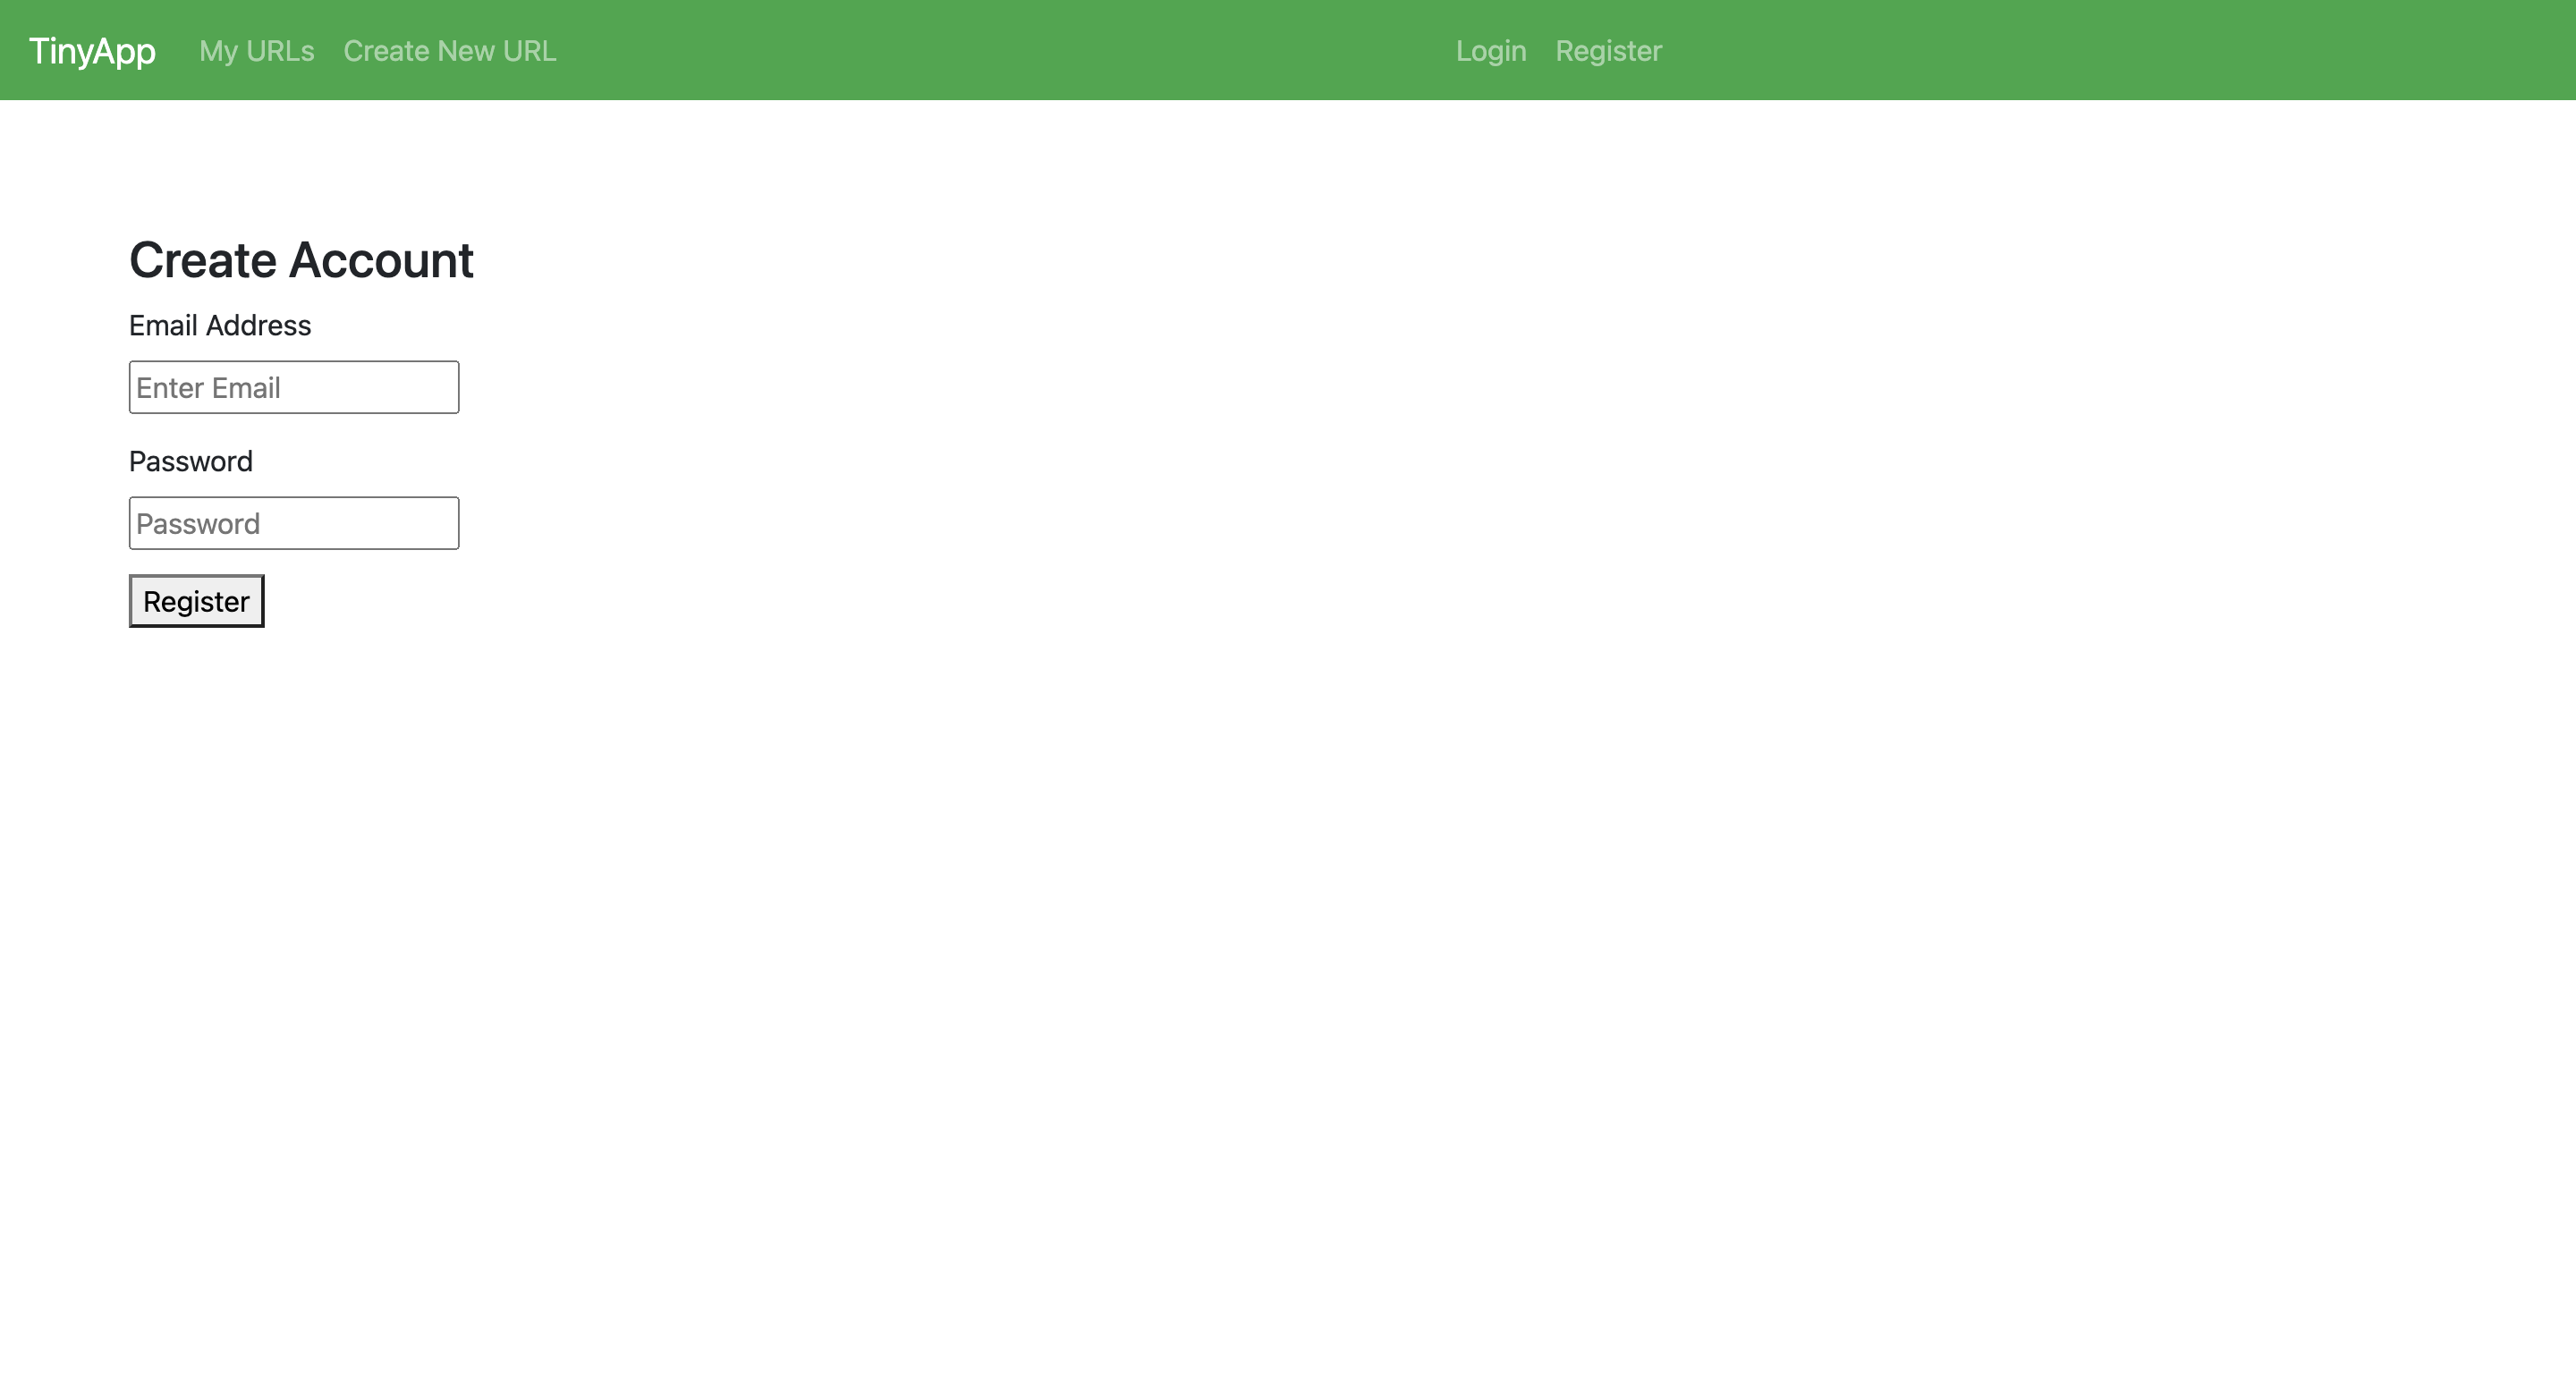 TinyApp My URLs Create New URL Login Register
Create Account
Email Address
Enter Email
Password
Password
Register